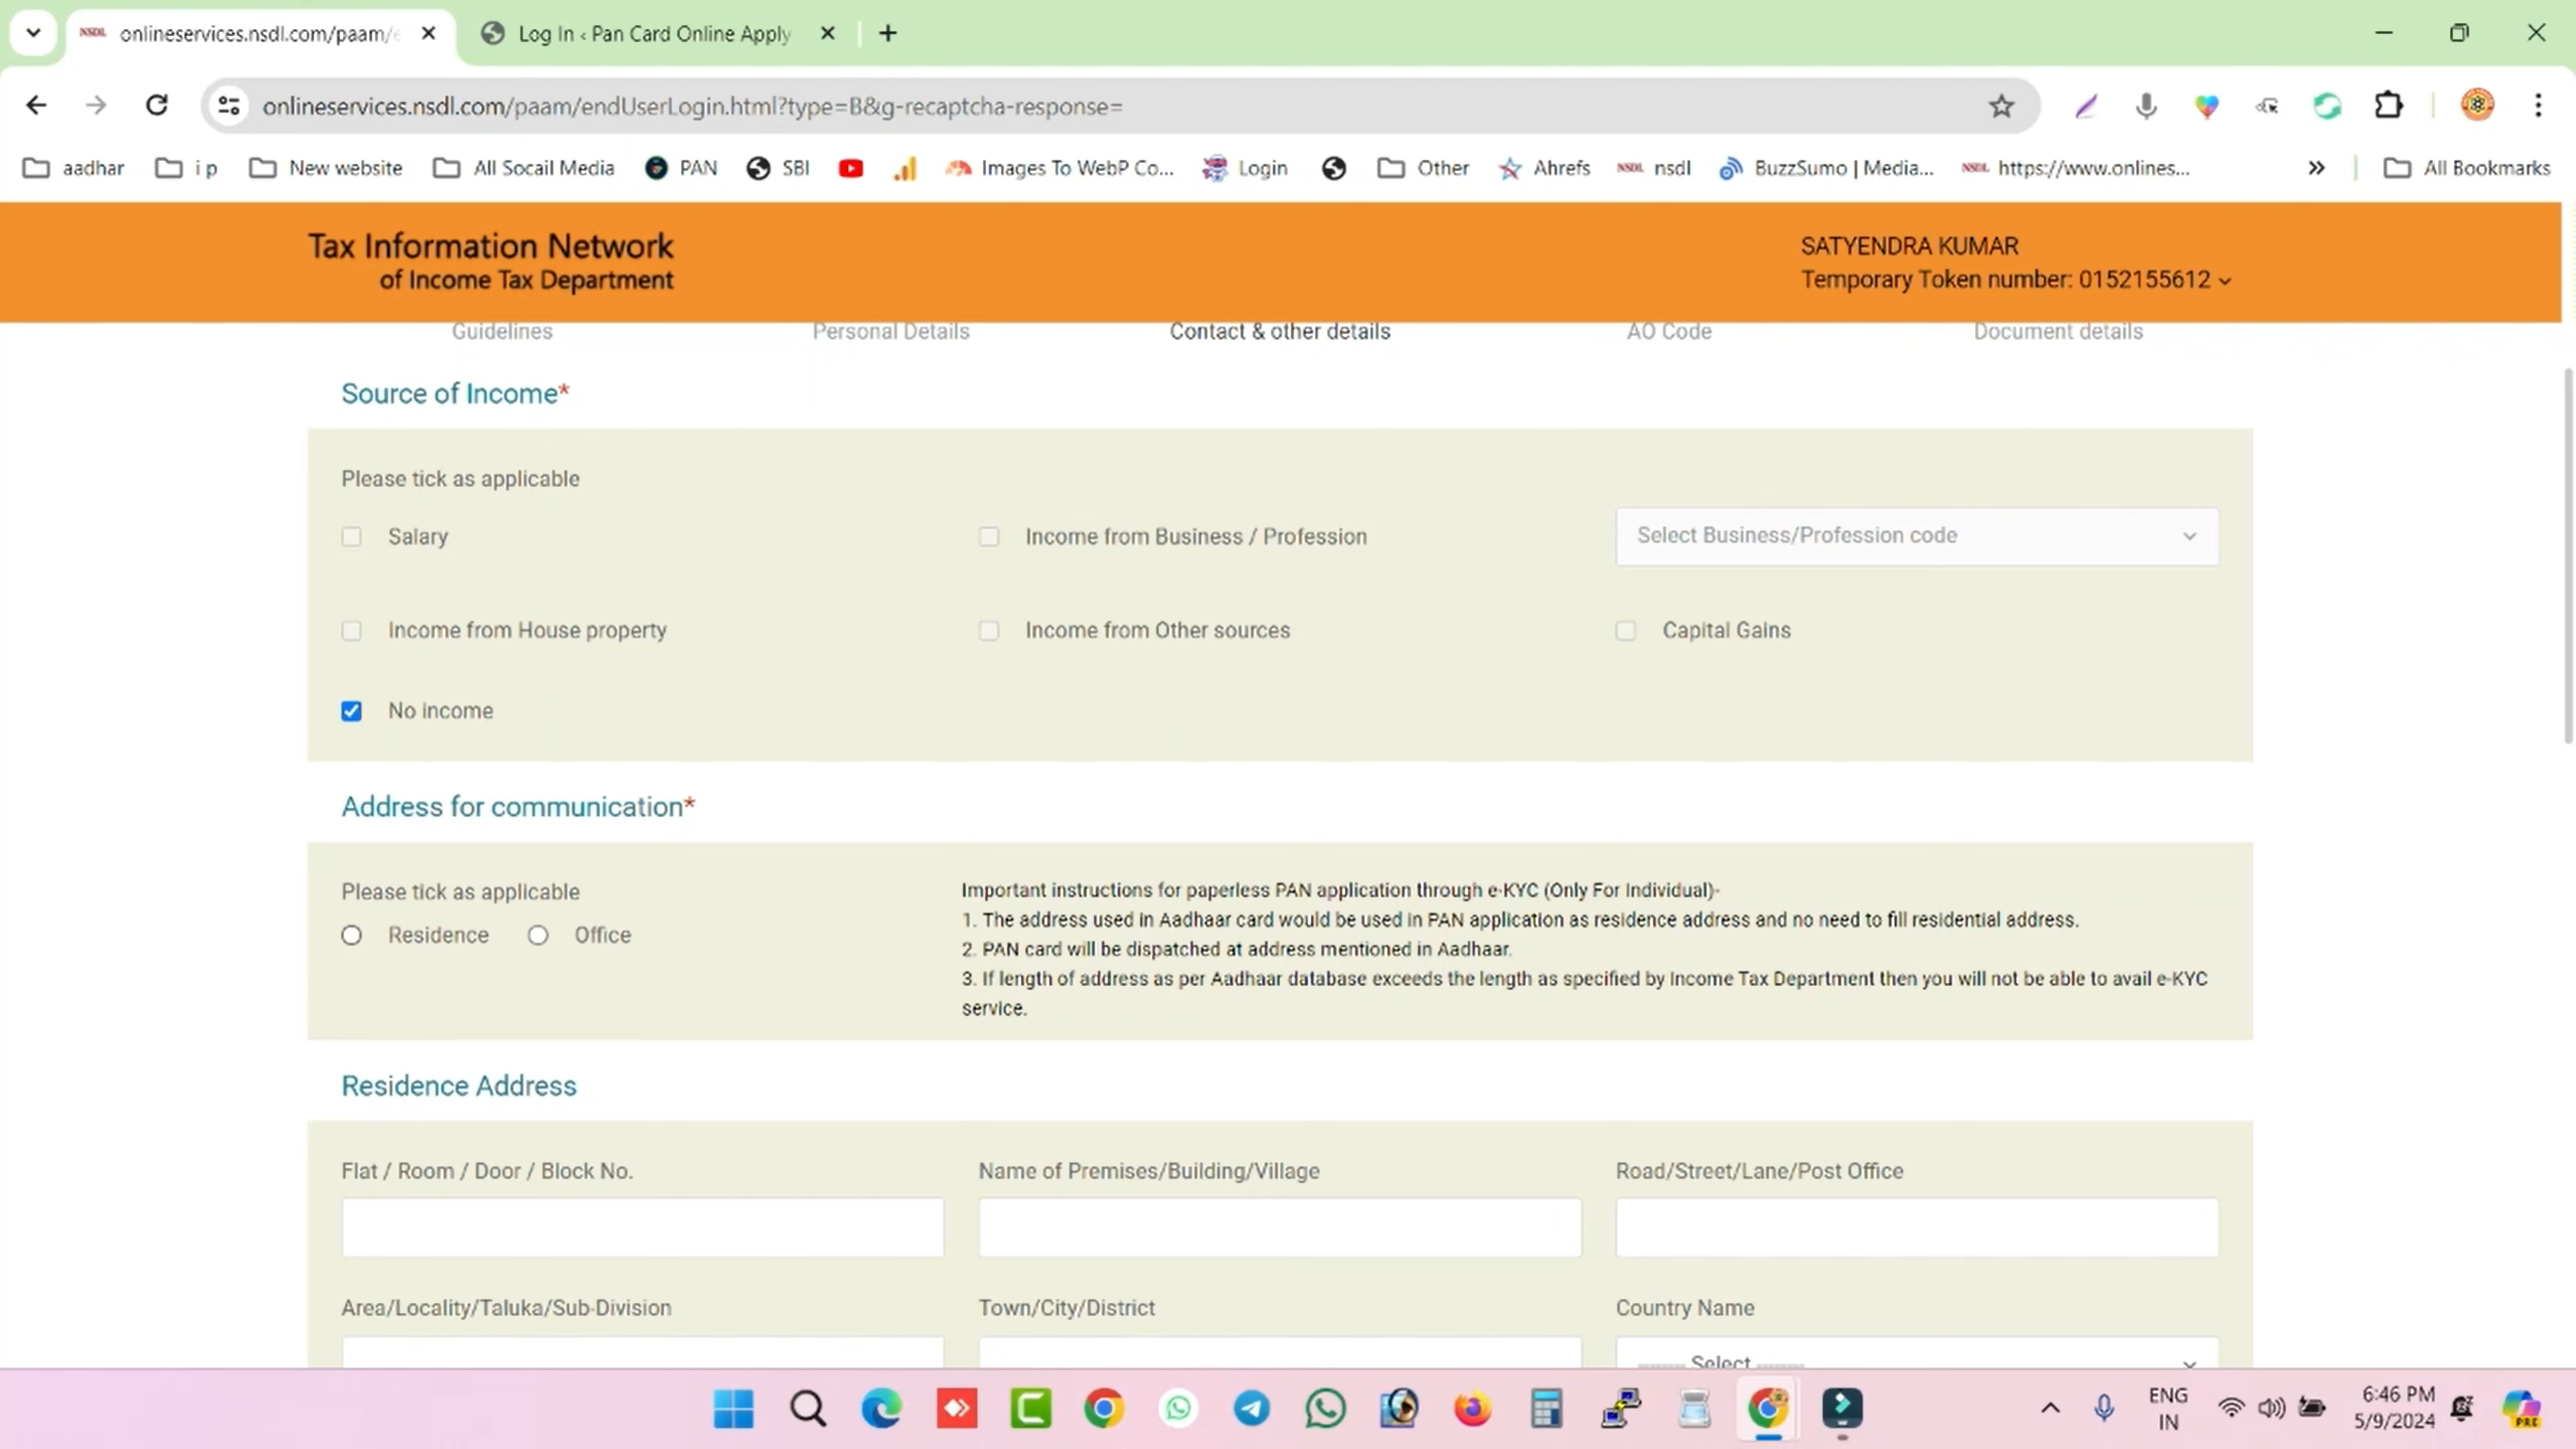 NSDL onlineservices.nsdl.com/paam/e
Log In ‹ Pan Card Online Apply
onlineservices.nsdl.com/paam/endUserLogin.html?type=B&g-recaptcha-response=
aadhar i p New website All Socail Media PAN SBI Images To WebP Co... Login Other Ahrefs NSDL nsdl BuzzSumo | Media... NSDL https://www.onlines... » All Bookmarks
Tax Information Network
of Income Tax Department
SATYENDRA KUMAR
Temporary Token number: 0152155612
Guidelines Personal Details Contact & other details AO Code Document details
Source of Income*
Please tick as applicable
Salary Income from Business / Profession Select Business/Profession code
Income from House property Income from Other sources Capital Gains
No income
Address for communication*
Please tick as applicable
Residence Office
Important instructions for paperless PAN application through e-KYC (Only For Individual)-
1. The address used in Aadhaar card would be used in PAN application as residence address and no need to fill residential address.
2. PAN card will be dispatched at address mentioned in Aadhaar.
3. If length of address as per Aadhaar database exceeds the length as specified by Income Tax Department then you will not be able to avail e-KYC
service.
Residence Address
Flat / Room / Door / Block No. Name of Premises/Building/Village Road/Street/Lane/Post Office
Area/Locality/Taluka/Sub-Division Town/City/District Country Name
-------- Select --------
ENG
IN
6:46 PM
5/9/2024
PRE